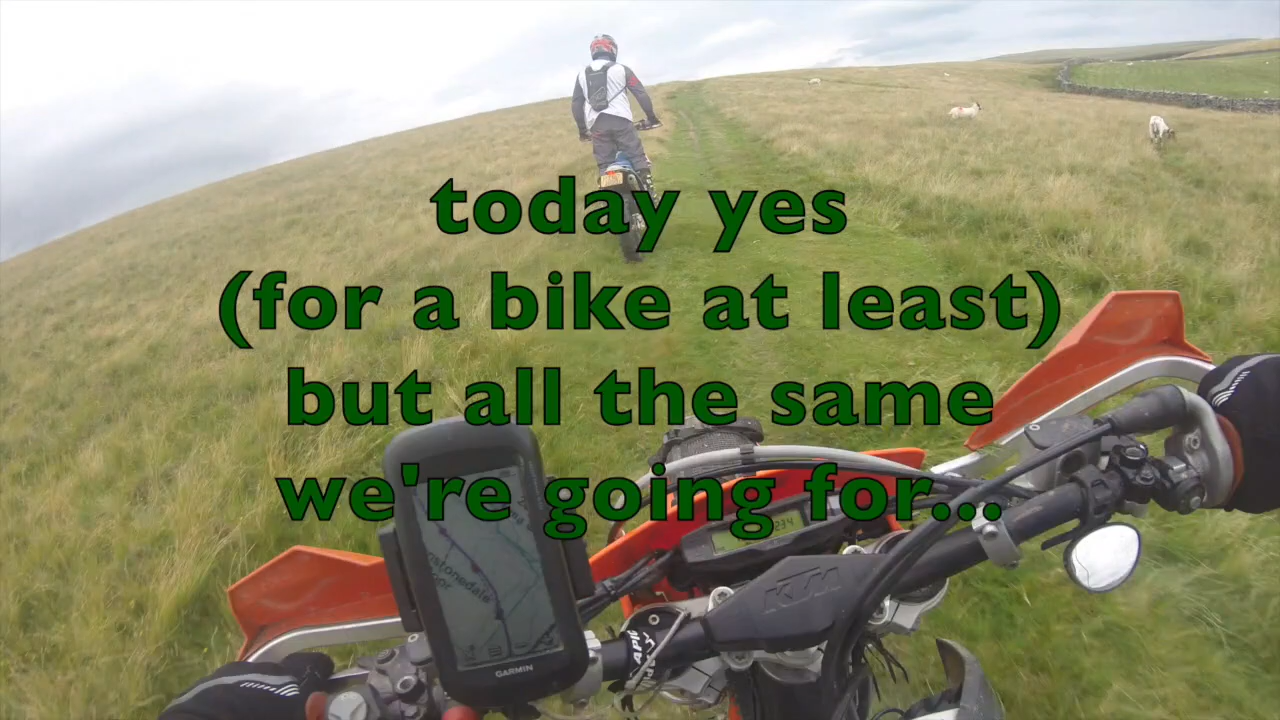 today yes
(for a bike at least)
but all the same
we're going for...
KTM
GARMIN